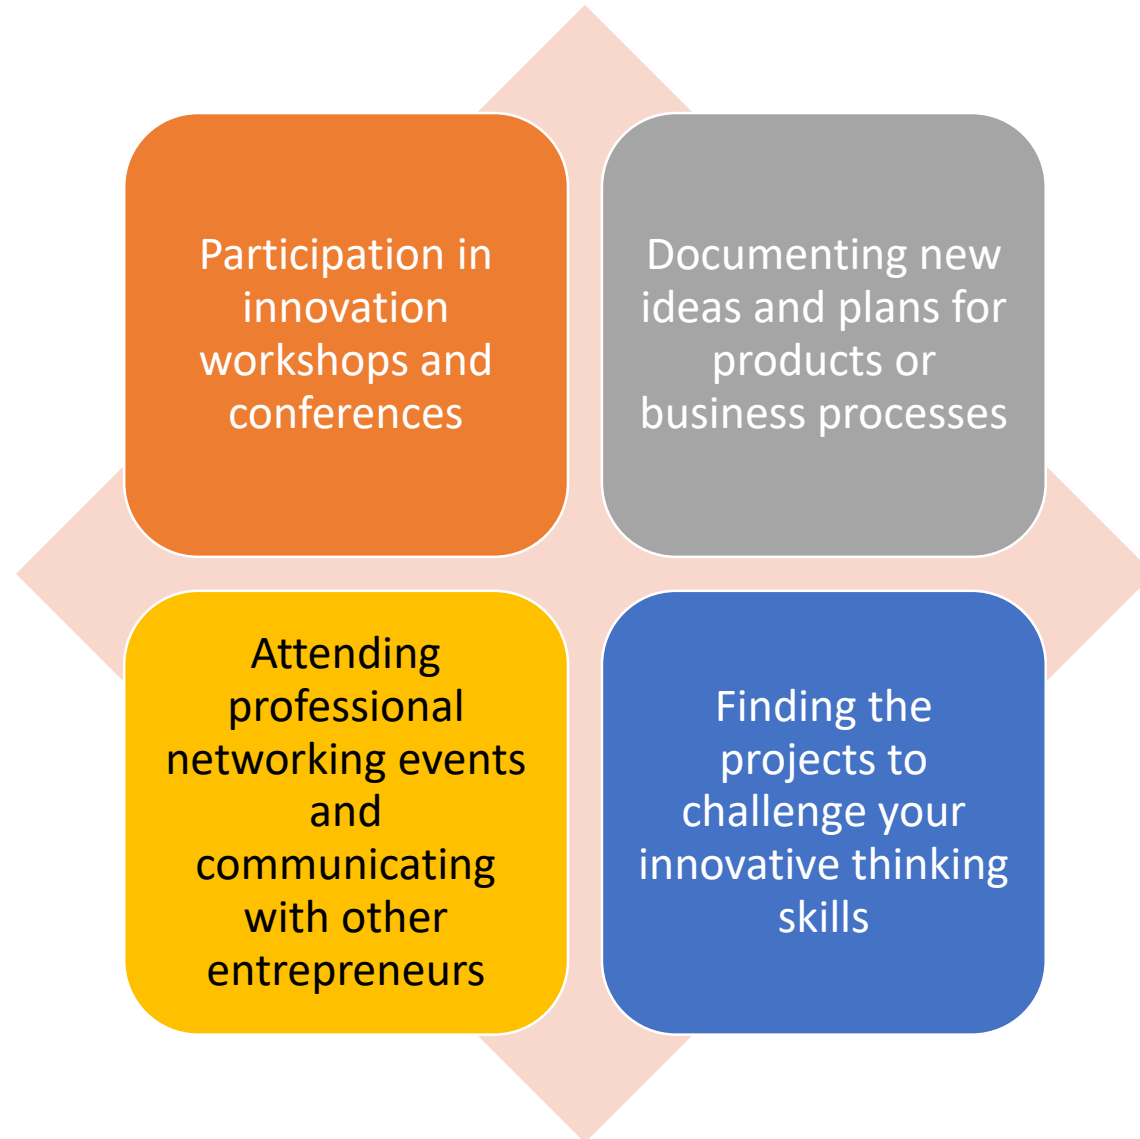 Participation in
innovation
workshops and
conferences
Documenting new
ideas and plans for
products or
business processes
Attending
professional
networking events
and
communicating
with other
entrepreneurs
Finding the
projects to
challenge your
innovative thinking
skills